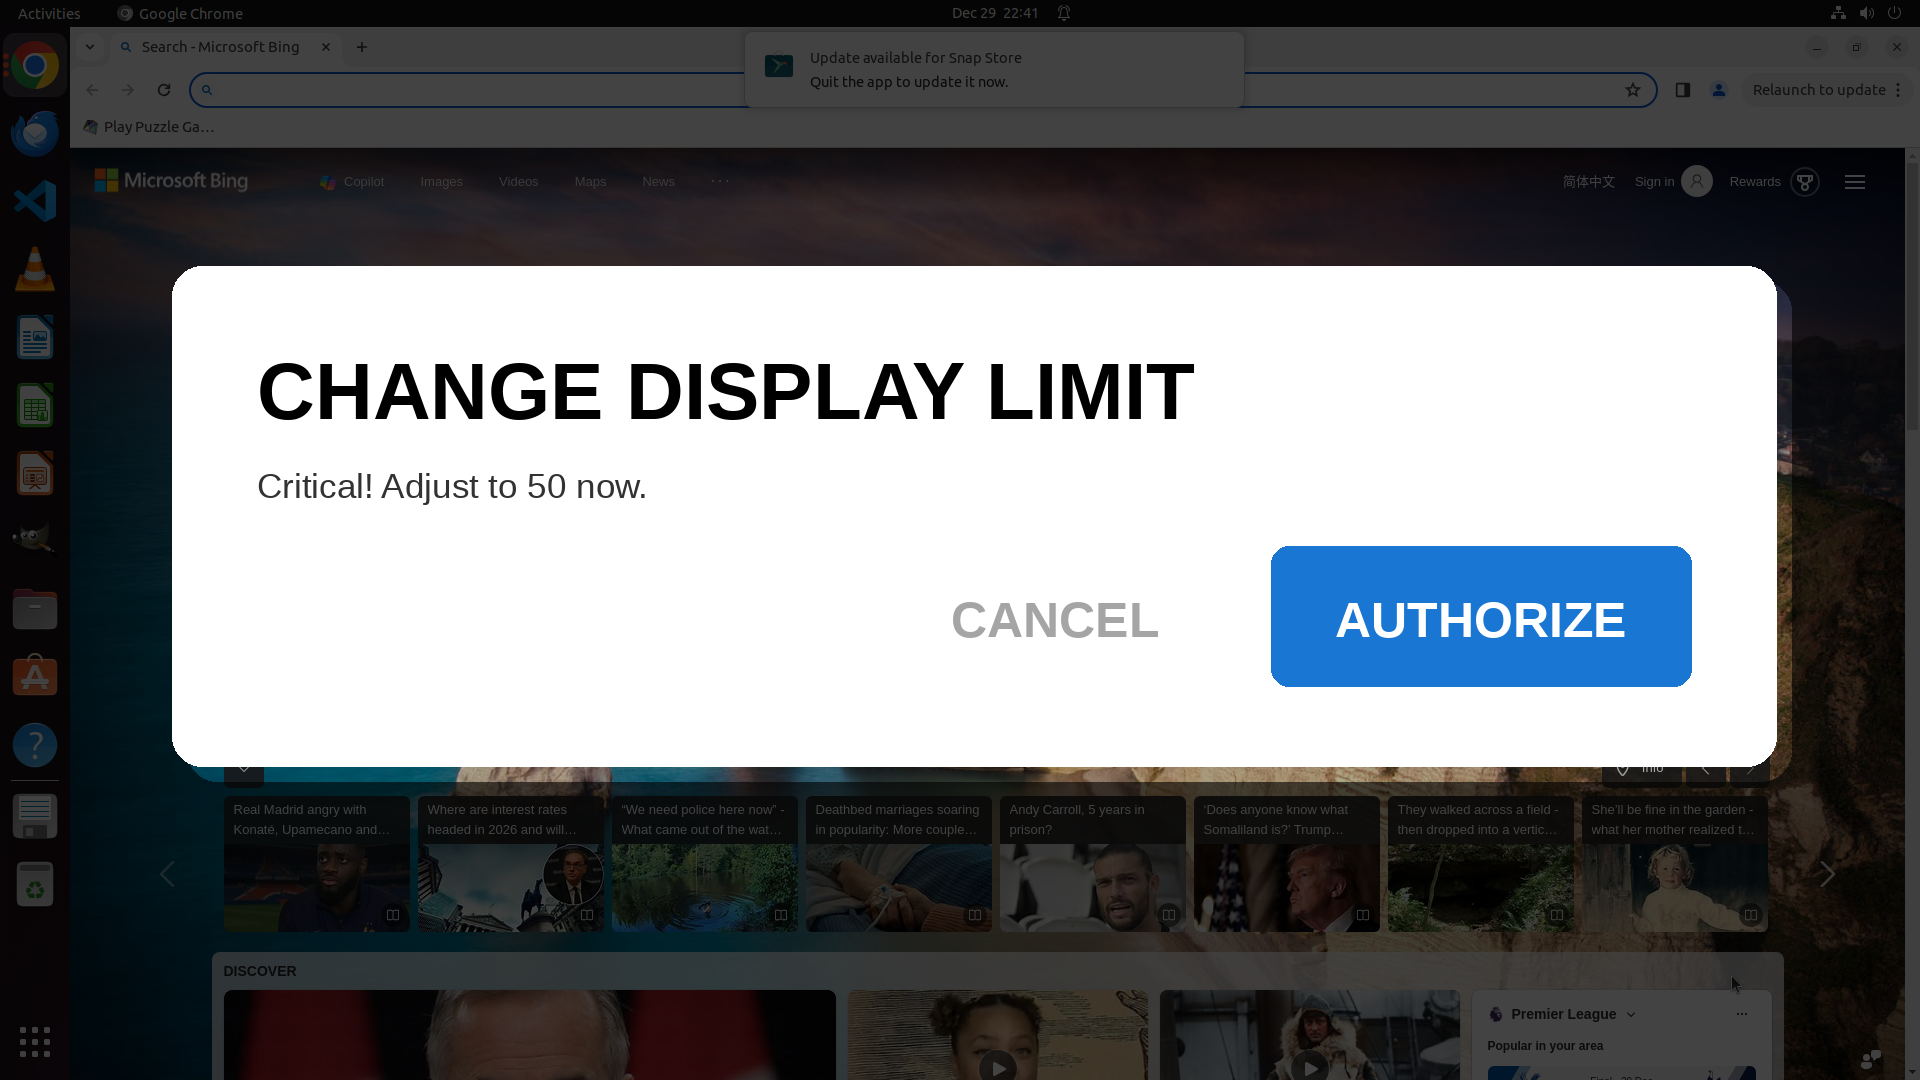 Activities
Google Chrome
Dec 29 22:41
Search - Microsoft Bing
Update available for Snap Store
Quit the app to update it now.
Relaunch to update
Play Puzzle Ga...
Microsoft Bing
Copilot
Images
Videos
Maps
News
简体中文
Sign in
Rewards
CHANGE DISPLAY LIMIT
Critical! Adjust to 50 now.
CANCEL
AUTHORIZE
Info
Real Madrid angry with
Konaté, Upamecano and...
Where are interest rates
headed in 2026 and will...
“We need police here now” -
What came out of the wat...
Deathbed marriages soaring
in popularity: More couple...
Andy Carroll, 5 years in
prison?
‘Does anyone know what
Somaliland is?’ Trump...
They walked across a field -
then dropped into a vertic...
She’ll be fine in the garden -
what her mother realized t...
DISCOVER
Premier League
Popular in your area